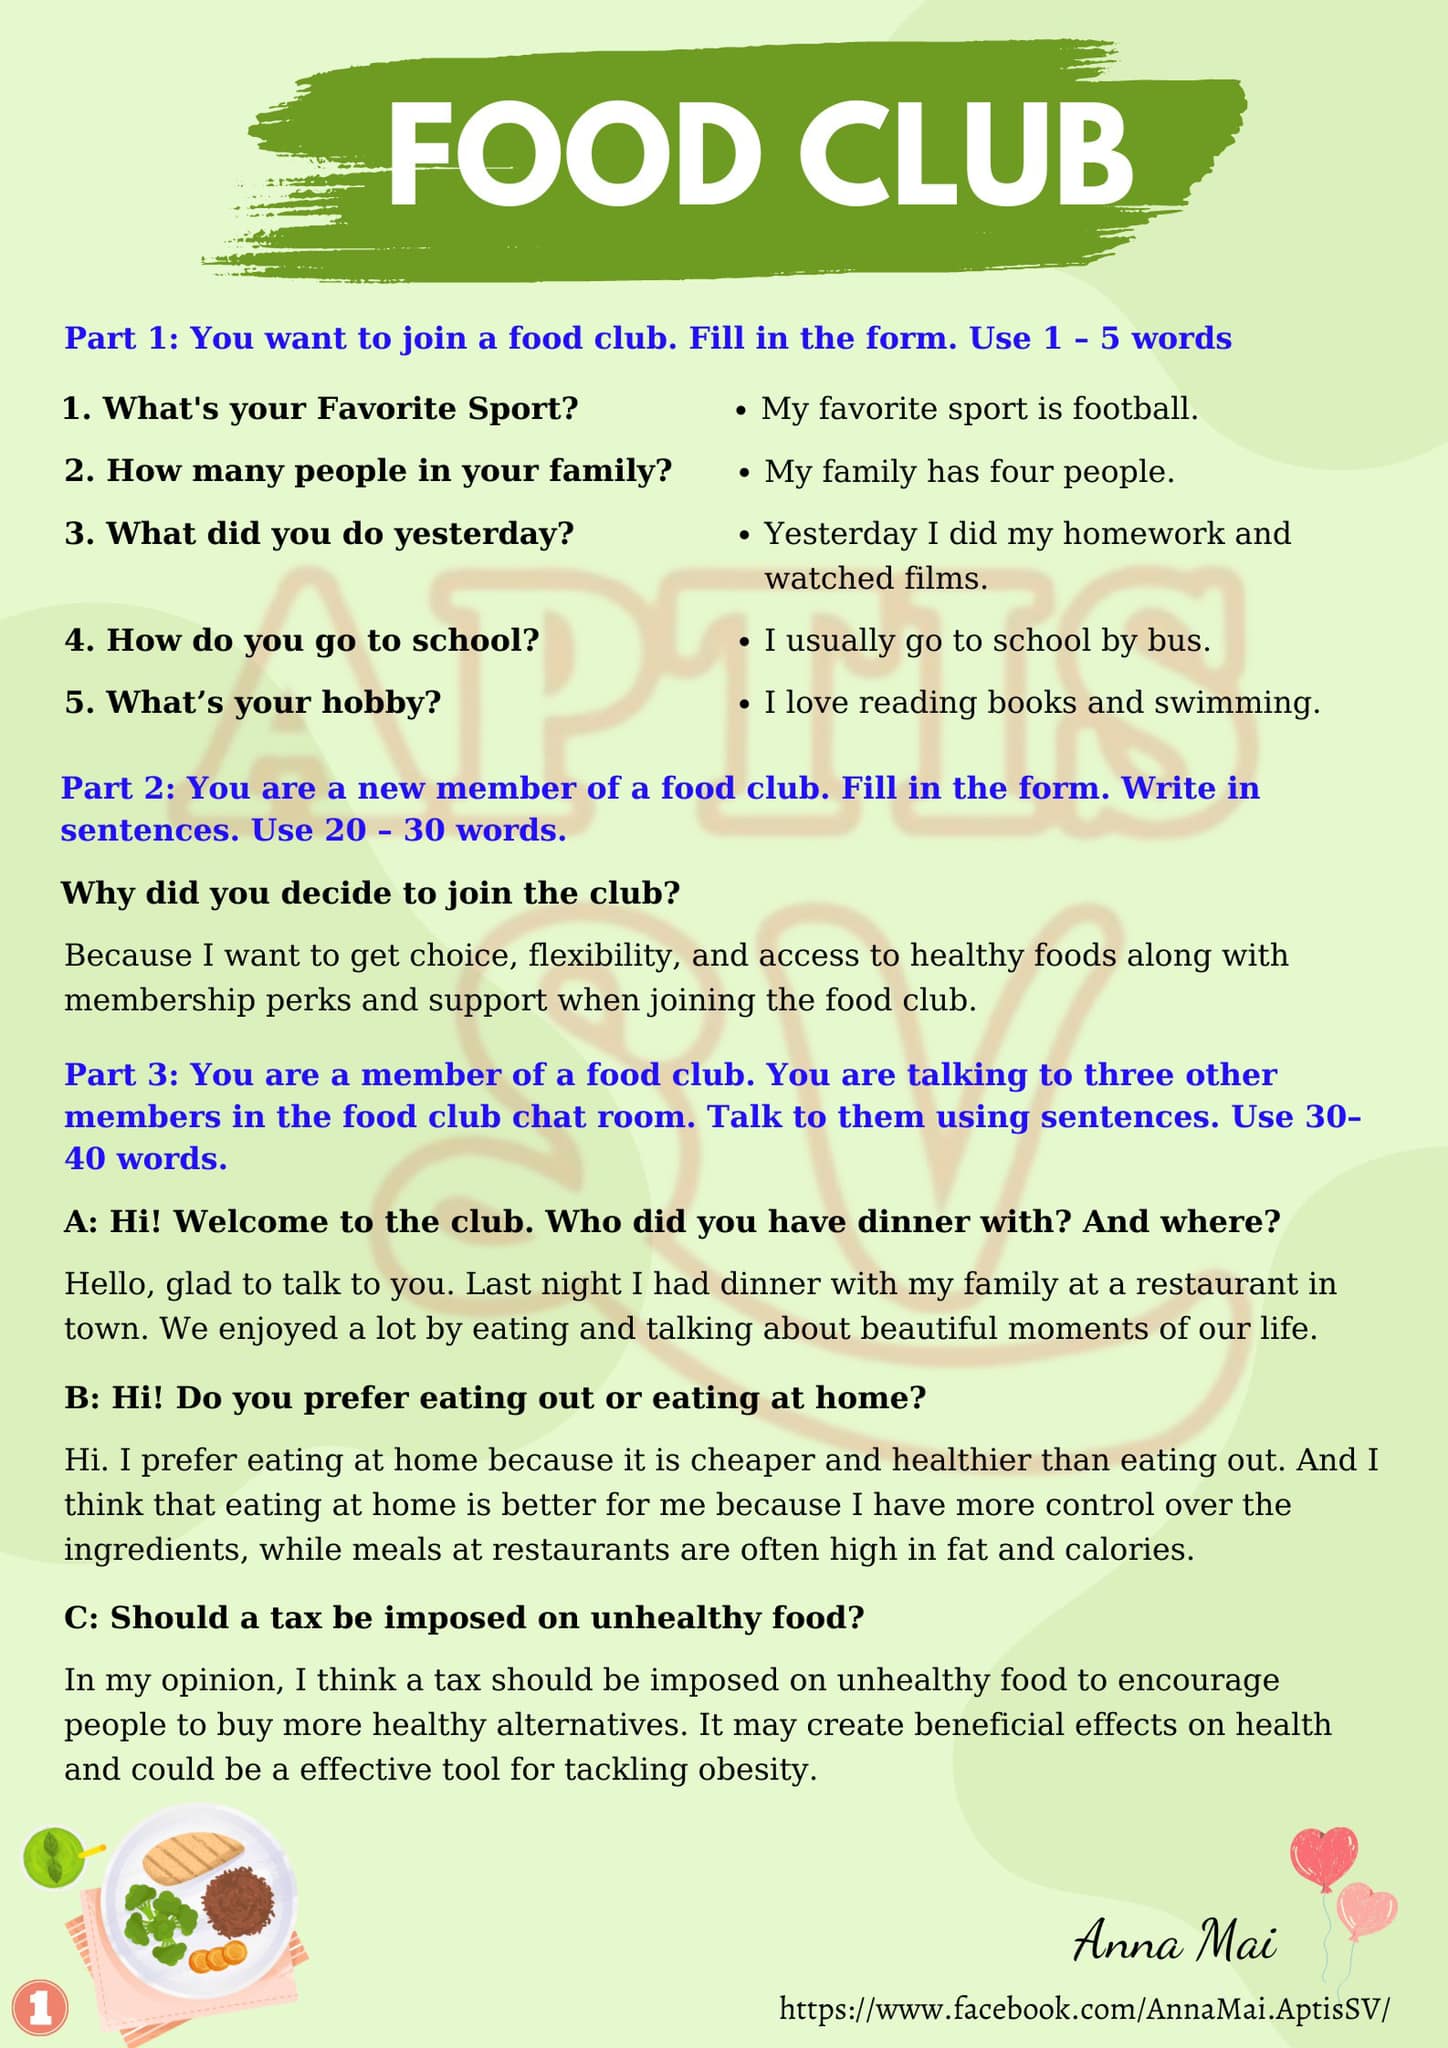 FOOD CLUB
Part 1: You want to join a food club. Fill in the form. Use 1 – 5 words
1. What's your Favorite Sport?
• My favorite sport is football.
2. How many people in your family?
• My family has four people.
3. What did you do yesterday?
• Yesterday I did my homework and
watched films.
4. How do you go to school?
• I usually go to school by bus.
5. What’s your hobby?
• I love reading books and swimming.
Part 2: You are a new member of a food club. Fill in the form. Write in
sentences. Use 20 – 30 words.
Why did you decide to join the club?
Because I want to get choice, flexibility, and access to healthy foods along with
membership perks and support when joining the food club.
Part 3: You are a member of a food club. You are talking to three other
members in the food club chat room. Talk to them using sentences. Use 30–
40 words.
A: Hi! Welcome to the club. Who did you have dinner with? And where?
Hello, glad to talk to you. Last night I had dinner with my family at a restaurant in
town. We enjoyed a lot by eating and talking about beautiful moments of our life.
B: Hi! Do you prefer eating out or eating at home?
Hi. I prefer eating at home because it is cheaper and healthier than eating out. And I
think that eating at home is better for me because I have more control over the
ingredients, while meals at restaurants are often high in fat and calories.
C: Should a tax be imposed on unhealthy food?
In my opinion, I think a tax should be imposed on unhealthy food to encourage
people to buy more healthy alternatives. It may create beneficial effects on health
and could be a effective tool for tackling obesity.
APTIS
SV
Anna Mai
1
https://www.facebook.com/AnnaMai.AptisSV/